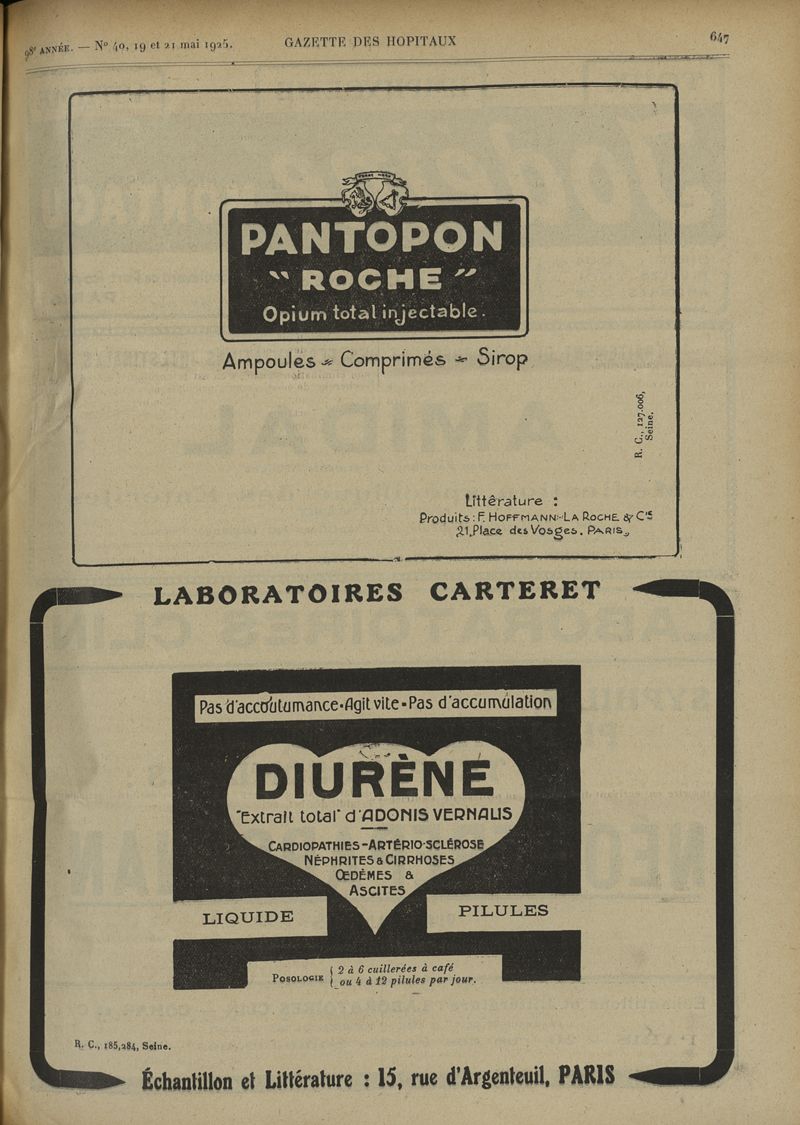 98e ANNÉE. — No 40, 19 et 21 mai 1925.
GAZETTE DES HOPITAUX
647
PANTOPON
" ROCHE "
Opium total injectable.
Ampoules - Comprimés - Sirop
R. C., 127.006,
Seine.
Littérature :
Produits : F. HOFFMANN-LA ROCHE & Cie
21, Place des Vosges. PARIS
LABORATOIRES CARTERET
Pas d'accoutumance-Agit vite-Pas d'accumulation
DIURÈNE
"Extrait total" d'ADONIS VERNALIS
CARDIOPATHIES-ARTÉRIO-SCLÉROSE
NÉPHRITES & CIRRHOSES
ŒDÈMES &
ASCITES
LIQUIDE
PILULES
POSOLOGIE { 2 à 6 cuillerées à café
ou 4 à 12 pilules par jour.
R. C., 185,284, Seine.
Échantillon et Littérature : 15, rue d'Argenteuil, PARIS